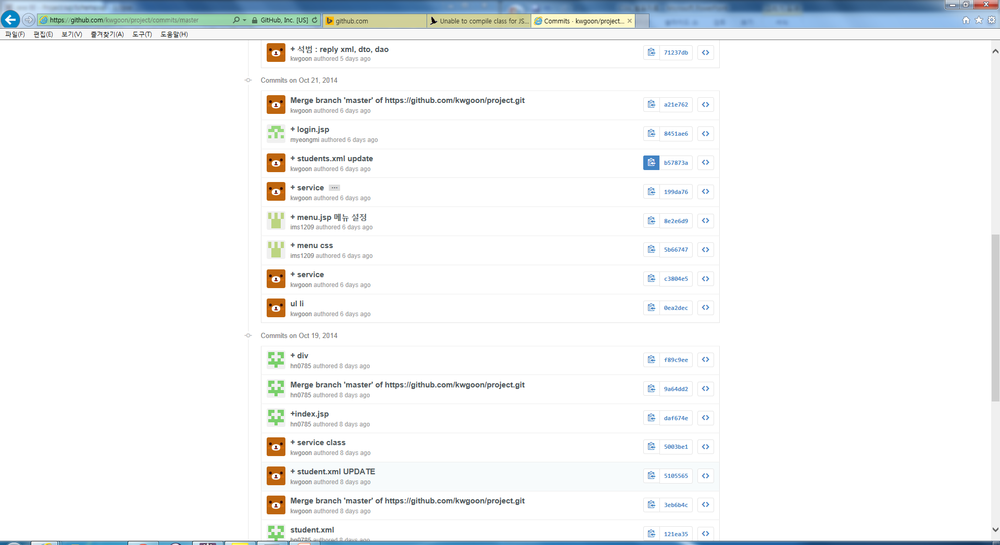 https://github.com/kwgoon/project/commits/master
GitHub, Inc. [US]
github.com
Unable to compile class for JS...
Commits · kwgoon/project...
파일(F) 편집(E) 보기(V) 즐겨찾기(A) 도구(T) 도움말(H)
+ 석범 : reply xml, dto, dao
71237db
kwgoon authored 5 days ago
Commits on Oct 21, 2014
Merge branch 'master' of https://github.com/kwgoon/project.git
a21e762
kwgoon authored 6 days ago
+ login.jsp
8451ae6
myeongmi authored 6 days ago
+ students.xml update
b57873a
kwgoon authored 6 days ago
+ service ...
199da76
kwgoon authored 6 days ago
+ menu.jsp 메뉴 설정
8e2e6d9
ims1209 authored 6 days ago
+ menu css
5b66747
ims1209 authored 6 days ago
+ service
c3804e5
kwgoon authored 6 days ago
ul li
0ea2dec
kwgoon authored 6 days ago
Commits on Oct 19, 2014
+ div
f89c9ee
hn0785 authored 8 days ago
Merge branch 'master' of https://github.com/kwgoon/project.git
9a64dd2
hn0785 authored 8 days ago
+index.jsp
daf674e
hn0785 authored 8 days ago
+ service class
5003be1
kwgoon authored 8 days ago
+ student.xml UPDATE
5105565
kwgoon authored 8 days ago
Merge branch 'master' of https://github.com/kwgoon/project.git
3eb6b4c
kwgoon authored 8 days ago
student.xml
121ea35
hn0785 authored 8 days ago